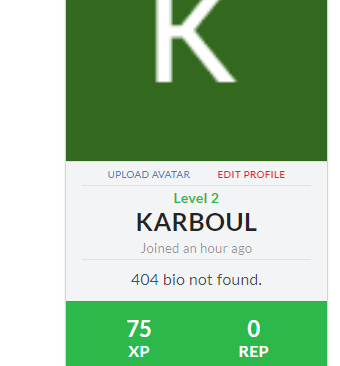 K
UPLOAD AVATAR EDIT PROFILE
Level 2
KARBOUL
Joined an hour ago
404 bio not found.
75 0
XP REP